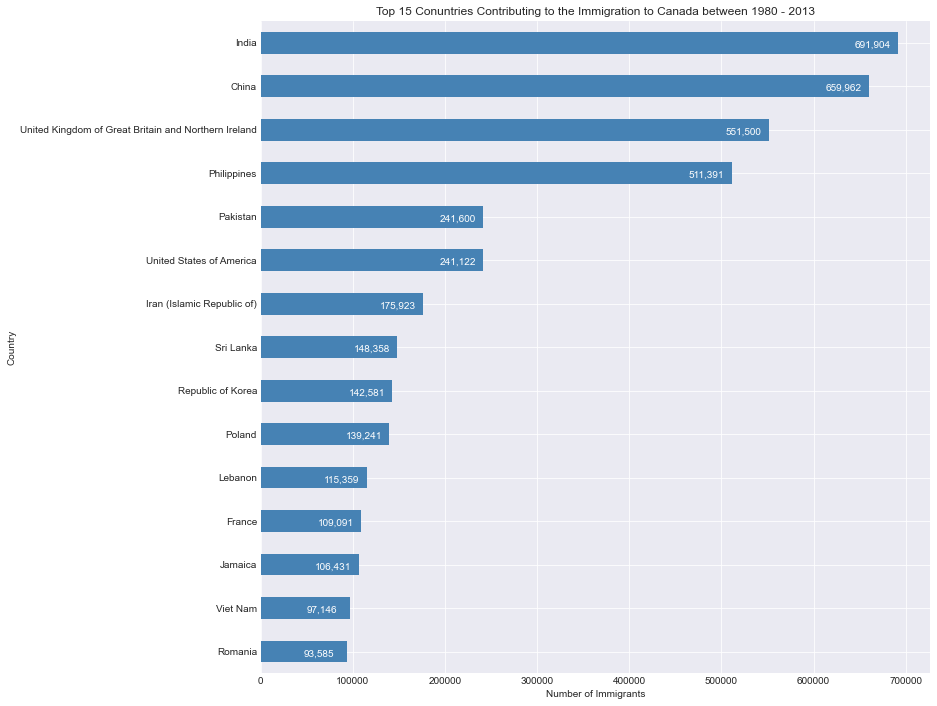 Top 15 Conuntries Contributing to the Immigration to Canada between 1980 - 2013
India 691,904
China 659,962
United Kingdom of Great Britain and Northern Ireland 551,500
Philippines 511,391
Pakistan 241,600
United States of America 241,122
Iran (Islamic Republic of) 175,923
Sri Lanka 148,358
Country
Republic of Korea 142,581
Poland 139,241
Lebanon 115,359
France 109,091
Jamaica 106,431
Viet Nam 97,146
Romania 93,585
0 100000 200000 300000 400000 500000 600000 700000
Number of Immigrants